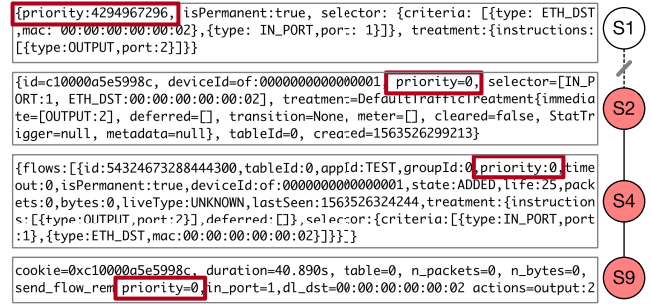 {priority:4294967296, isPermanent:true, selector: {criteria: [{type: ETH_DST
,mac: 00:00:00:00:00:02},{type: IN_PORT,port: 1}]}, treatment:{instructions:
[{type:OUTPUT,port:2}]}}
S1
{id=c10000a5e5998c, deviceId=of:0000000000000001, priority=0, selector=[IN_P
ORT:1, ETH_DST:00:00:00:00:00:02], treatment=DefaultTrafficTreatment{immedia
te=[OUTPUT:2], deferred=[], transition=None, meter=[], cleared=false, StatTr
igger=null, metadata=null}, tableId=0, created=1563526299213}
S2
{flows:[{id:54324673288444300,tableId:0,appId:TEST,groupId:0,priority:0,time
out:0,isPermanent:true,deviceId:of:0000000000000001,state:ADDED,life:25,pack
ets:0,bytes:0,liveType:UNKNOWN,lastSeen:1563526324244,treatment:{instruction
s:[{type:OUTPUT,port:2}],deferred:[]},selector:{criteria:[{type:IN_PORT,port
:1},{type:ETH_DST,mac:00:00:00:00:00:02}]}}]}
S4
cookie=0xc10000a5e5998c, duration=40.890s, table=0, n_packets=0, n_bytes=0,
send_flow_rem priority=0,in_port=1,dl_dst=00:00:00:00:00:02 actions=output:2
S9